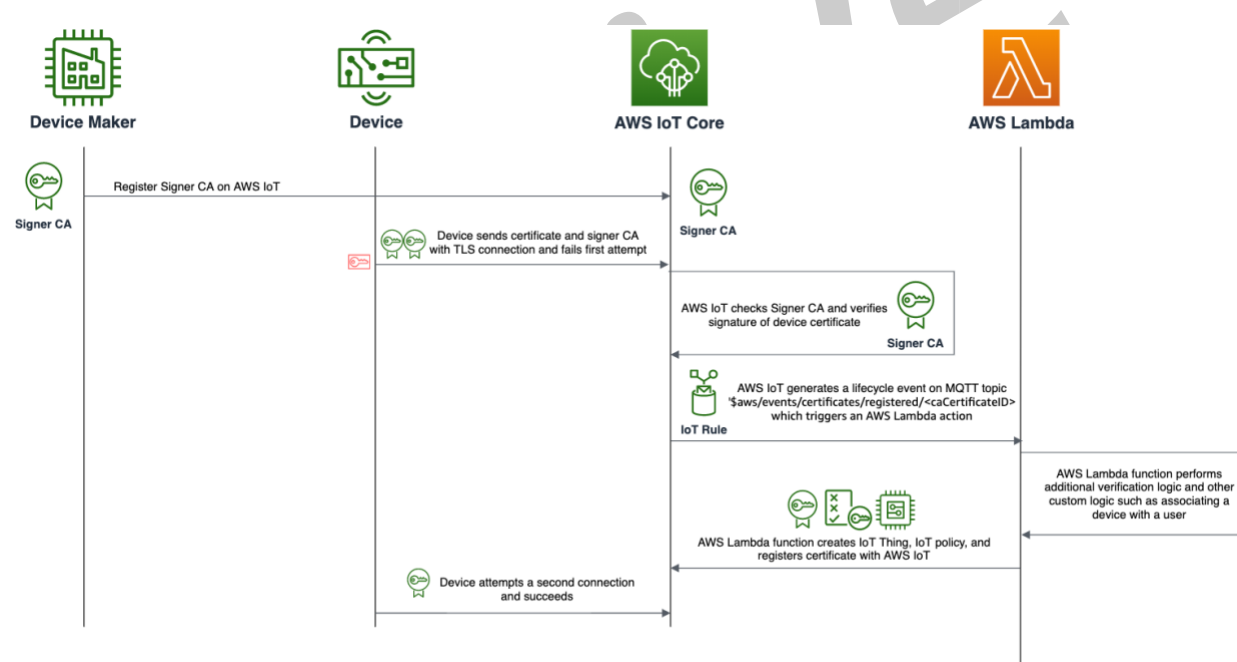 Device Maker
Device
AWS IoT Core
AWS Lambda
Register Signer CA on AWS IoT
Signer CA
Signer CA
Device sends certificate and signer CA
with TLS connection and fails first attempt
AWS IoT checks Signer CA and verifies
signature of device certificate
Signer CA
AWS IoT generates a lifecycle event on MQTT topic
'$aws/events/certificates/registered/<caCertificateID>
which triggers an AWS Lambda action
IoT Rule
AWS Lambda function performs
additional verification logic and other
custom logic such as associating a
device with a user
AWS Lambda function creates IoT Thing, IoT policy, and
registers certificate with AWS IoT
Device attempts a second connection
and succeeds